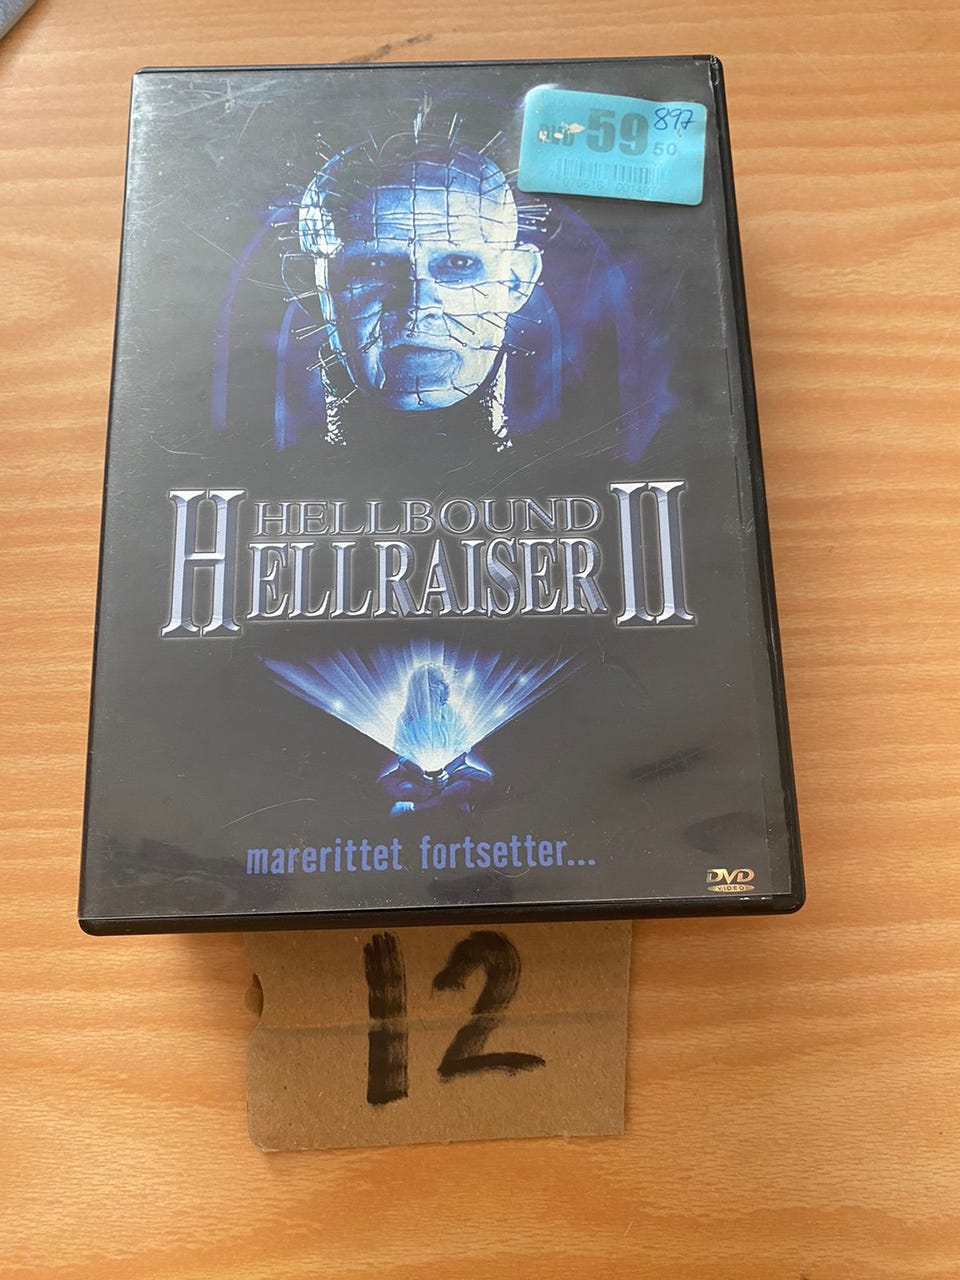 897
59
50
HELLBOUND
HELLRAISER II
marerittet fortsetter...
DVD
VIDEO
12